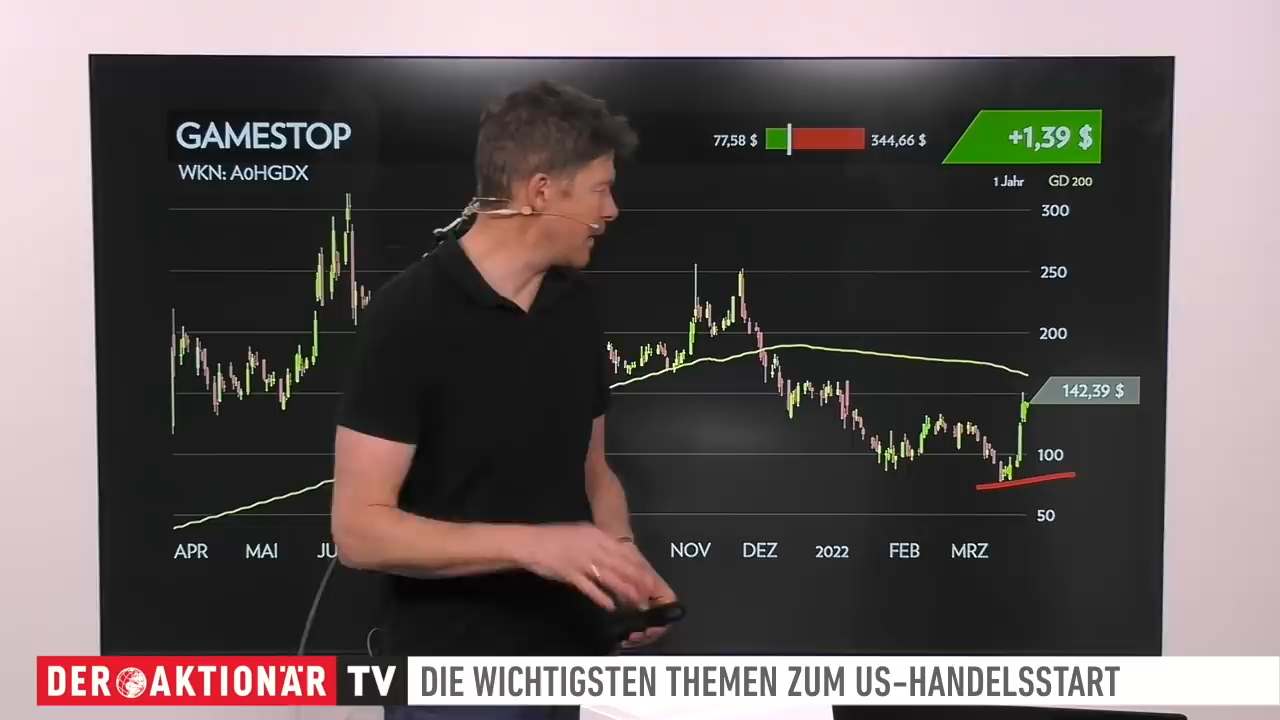 GAMESTOP
WKN: A0HGDX
77,58 $ 344,66 $
+1,39 $
1 Jahr GD 200
300
250
200
142,39 $
100
50
APR MAI JU NOV DEZ 2022 FEB MRZ
DER AKTIONÄR TV DIE WICHTIGSTEN THEMEN ZUM US-HANDELSSTART